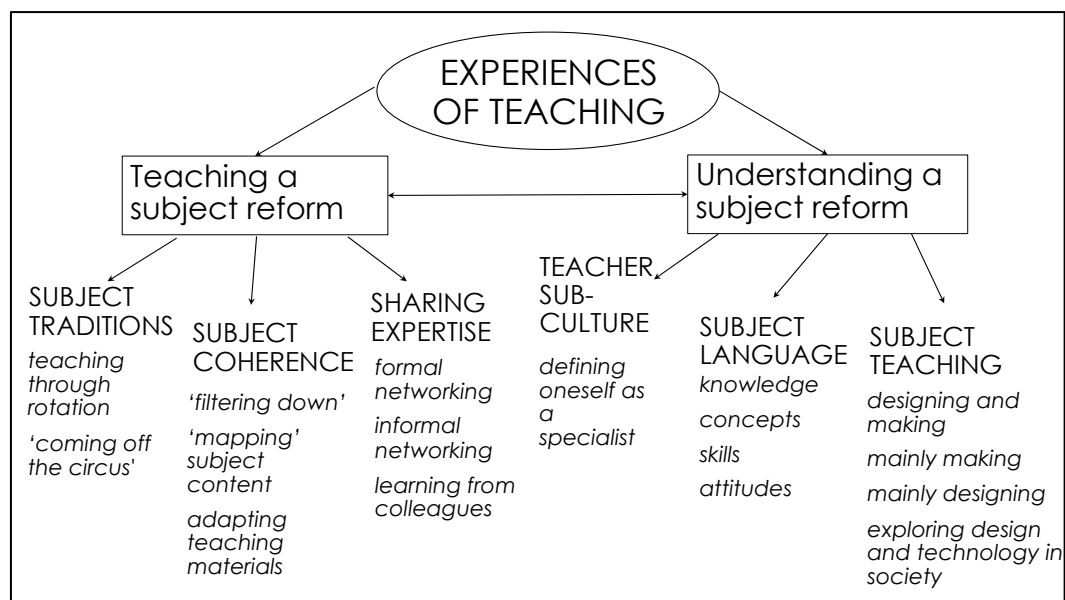 EXPERIENCES
OF TEACHING
Teaching a
subject reform
Understanding a
subject reform
SUBJECT
TRADITIONS
teaching
through
rotation
‘coming off
the circus'
SUBJECT
COHERENCE
‘filtering down’
‘mapping’
subject
content
adapting
teaching
materials
SHARING
EXPERTISE
formal
networking
informal
networking
learning from
colleagues
TEACHER
SUB-
CULTURE
defining
oneself as
a
specialist
SUBJECT
LANGUAGE
knowledge
concepts
skills
attitudes
SUBJECT
TEACHING
designing and
making
mainly making
mainly designing
exploring design
and technology in
society